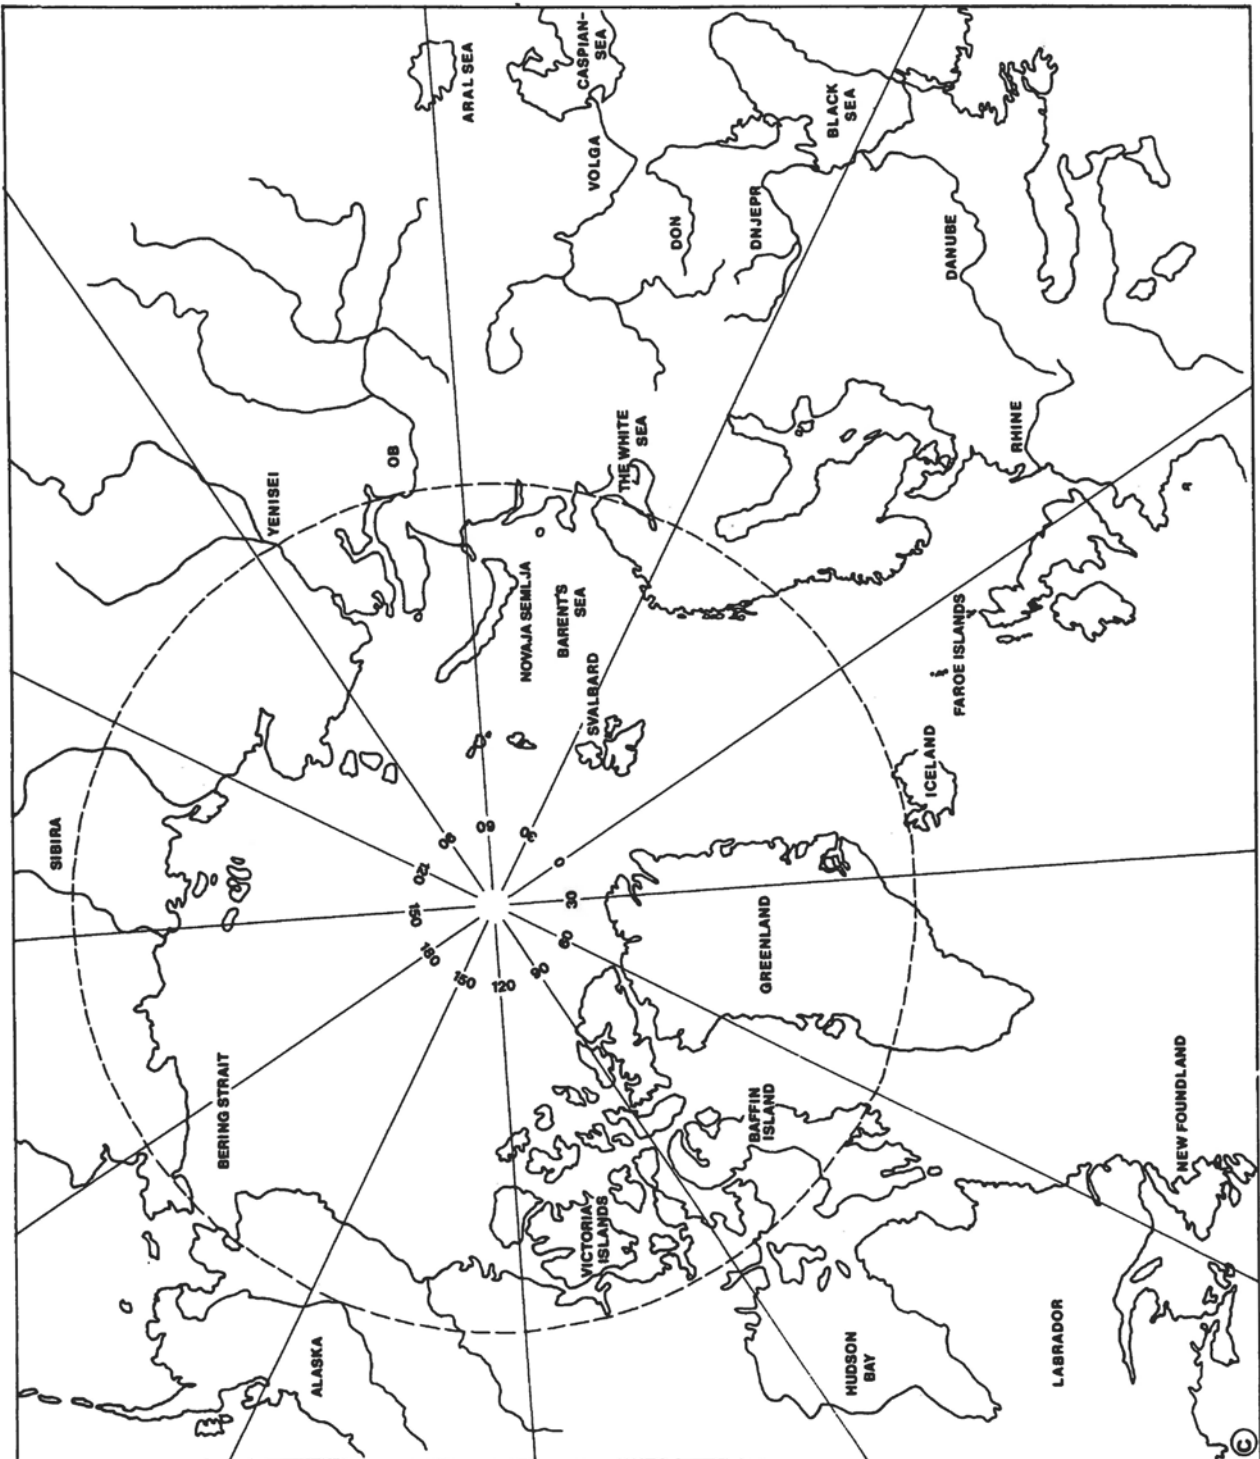 ARAL SEA
CASPIAN-
SEA
VOLGA
BLACK
SEA
DON
DNJEPR
DANUBE
THE WHITE
SEA
RHINE
OB
YENISEI
NOVAJA SEMLJA
BARENT'S
SEA
SVALBARD
FAROE ISLANDS
ICELAND
SIBIRA
90
60
30
120
0
150
30
180
60
150
120
90
GREENLAND
BERING STRAIT
BAFFIN
ISLAND
NEW FOUNDLAND
VICTORIA
ISLANDS
ALASKA
HUDSON
BAY
LABRADOR
C